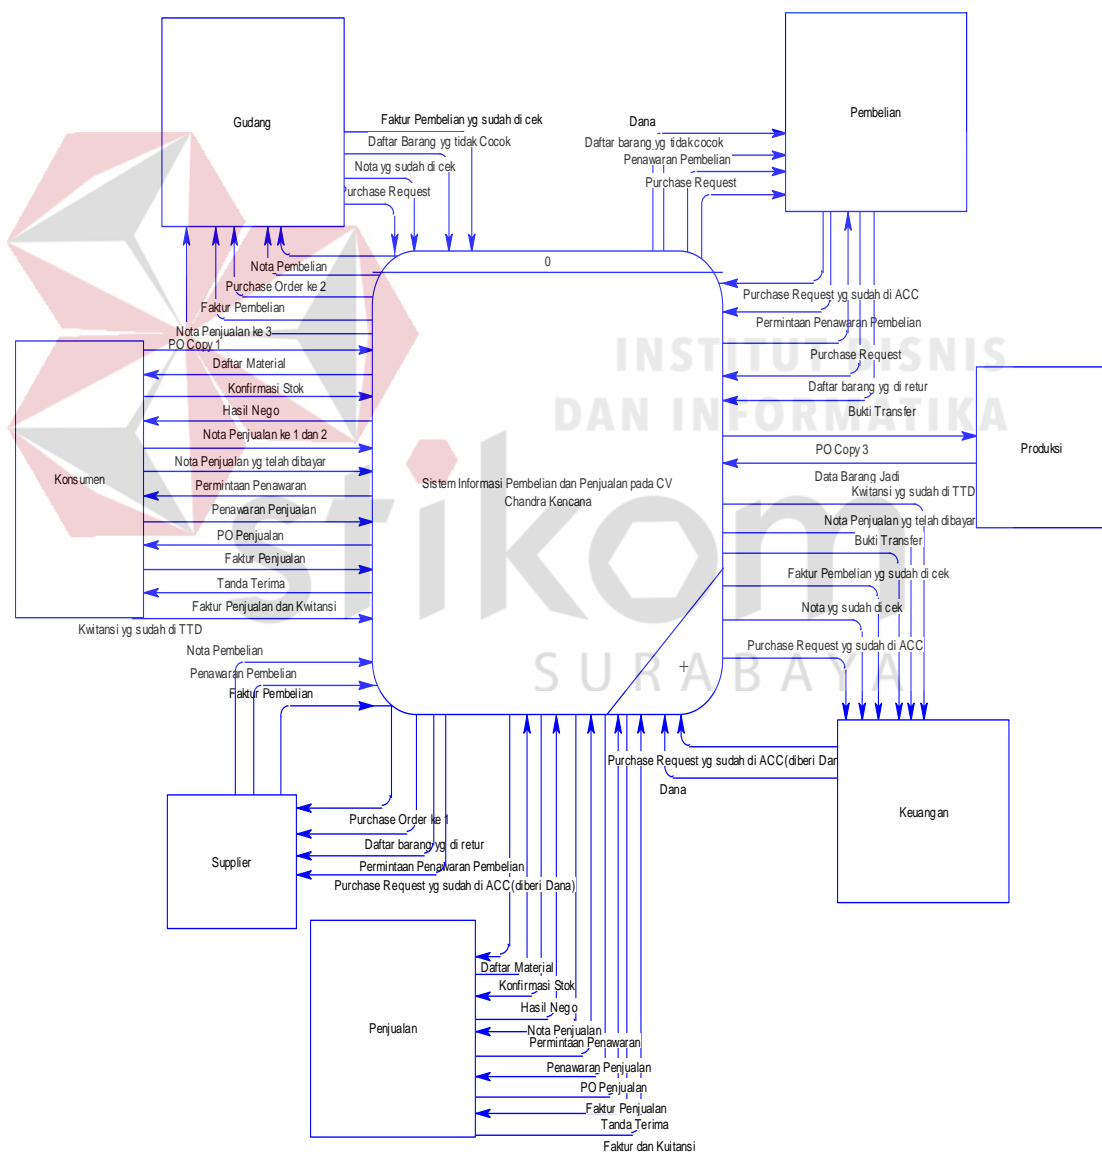 Gudang
Faktur Pembelian yg sudah di cek
Daftar Barang yg tidak Cocok
Nota yg sudah di cek
Purchase Request
Dana
Daftar barang yg tidak cocok
Penawaran Pembelian
Purchase Request
Pembelian
0
Nota Pembelian
Purchase Order ke 2
Faktur Pembelian
Nota Penjualan ke 3
PO Copy 1
Daftar Material
Konfirmasi Stok
Hasil Nego
Nota Penjualan ke 1 dan 2
Nota Penjualan yg telah dibayar
Permintaan Penawaran
Penawaran Penjualan
PO Penjualan
Faktur Penjualan
Tanda Terima
Faktur Penjualan dan Kwitansi
Kwitansi yg sudah di TTD
Konsumen
Sistem Informasi Pembelian dan Penjualan pada CV
Chandra Kencana
+
Purchase Request yg sudah di ACC
Permintaan Penawaran Pembelian
Purchase Request
Daftar barang yg di retur
Bukti Transfer
PO Copy 3
Data Barang Jadi
Produksi
Kwitansi yg sudah di TTD
Nota Penjualan yg telah dibayar
Bukti Transfer
Faktur Pembelian yg sudah di cek
Nota yg sudah di cek
Purchase Request yg sudah di ACC
Purchase Request yg sudah di ACC(diberi Dar
Dana
Keuangan
Nota Pembelian
Penawaran Pembelian
Faktur Pembelian
Supplier
Purchase Order ke 1
Daftar barang yg di retur
Permintaan Penawaran Pembelian
Purchase Request yg sudah di ACC(diberi Dana)
Penjualan
Daftar Material
Konfirmasi Stok
Hasil Nego
Nota Penjualan
Permintaan Penawaran
Penawaran Penjualan
PO Penjualan
Faktur Penjualan
Tanda Terima
Faktur dan Kuitansi
INSTITUT BISNIS
DAN INFORMATIKA
stikom
SURABAYA